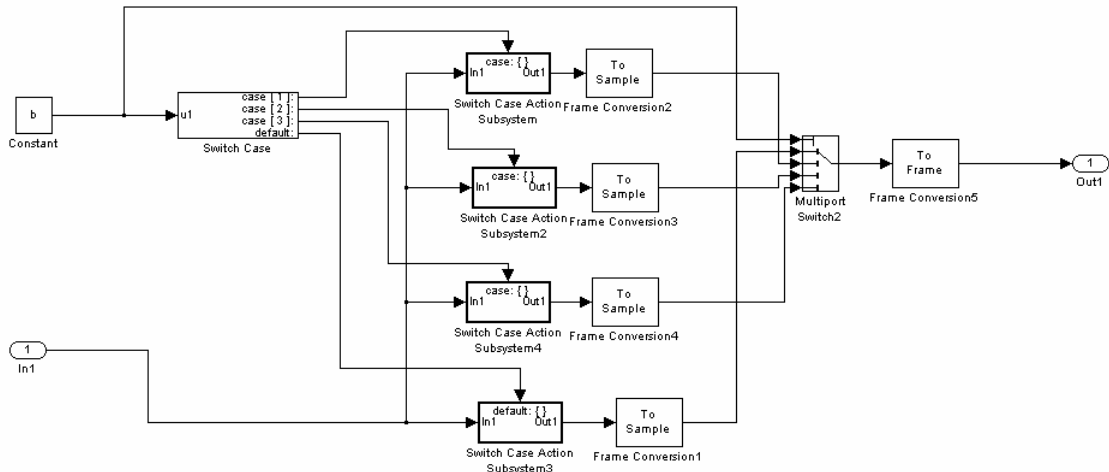 b
Constant
u1
case [ 1 ]:
case [ 2 ]:
case [ 3 ]:
default:
Switch Case
case: { }
In1
Out1
Switch Case Action
Subsystem
To
Sample
Frame Conversion2
case: { }
In1
Out1
Switch Case Action
Subsystem2
To
Sample
Frame Conversion3
Multiport
Switch2
To
Frame
Frame Conversion5
1
Out1
case: { }
In1
Out1
Switch Case Action
Subsystem4
To
Sample
Frame Conversion4
1
In1
default: { }
In1
Out1
Switch Case Action
Subsystem3
To
Sample
Frame Conversion1